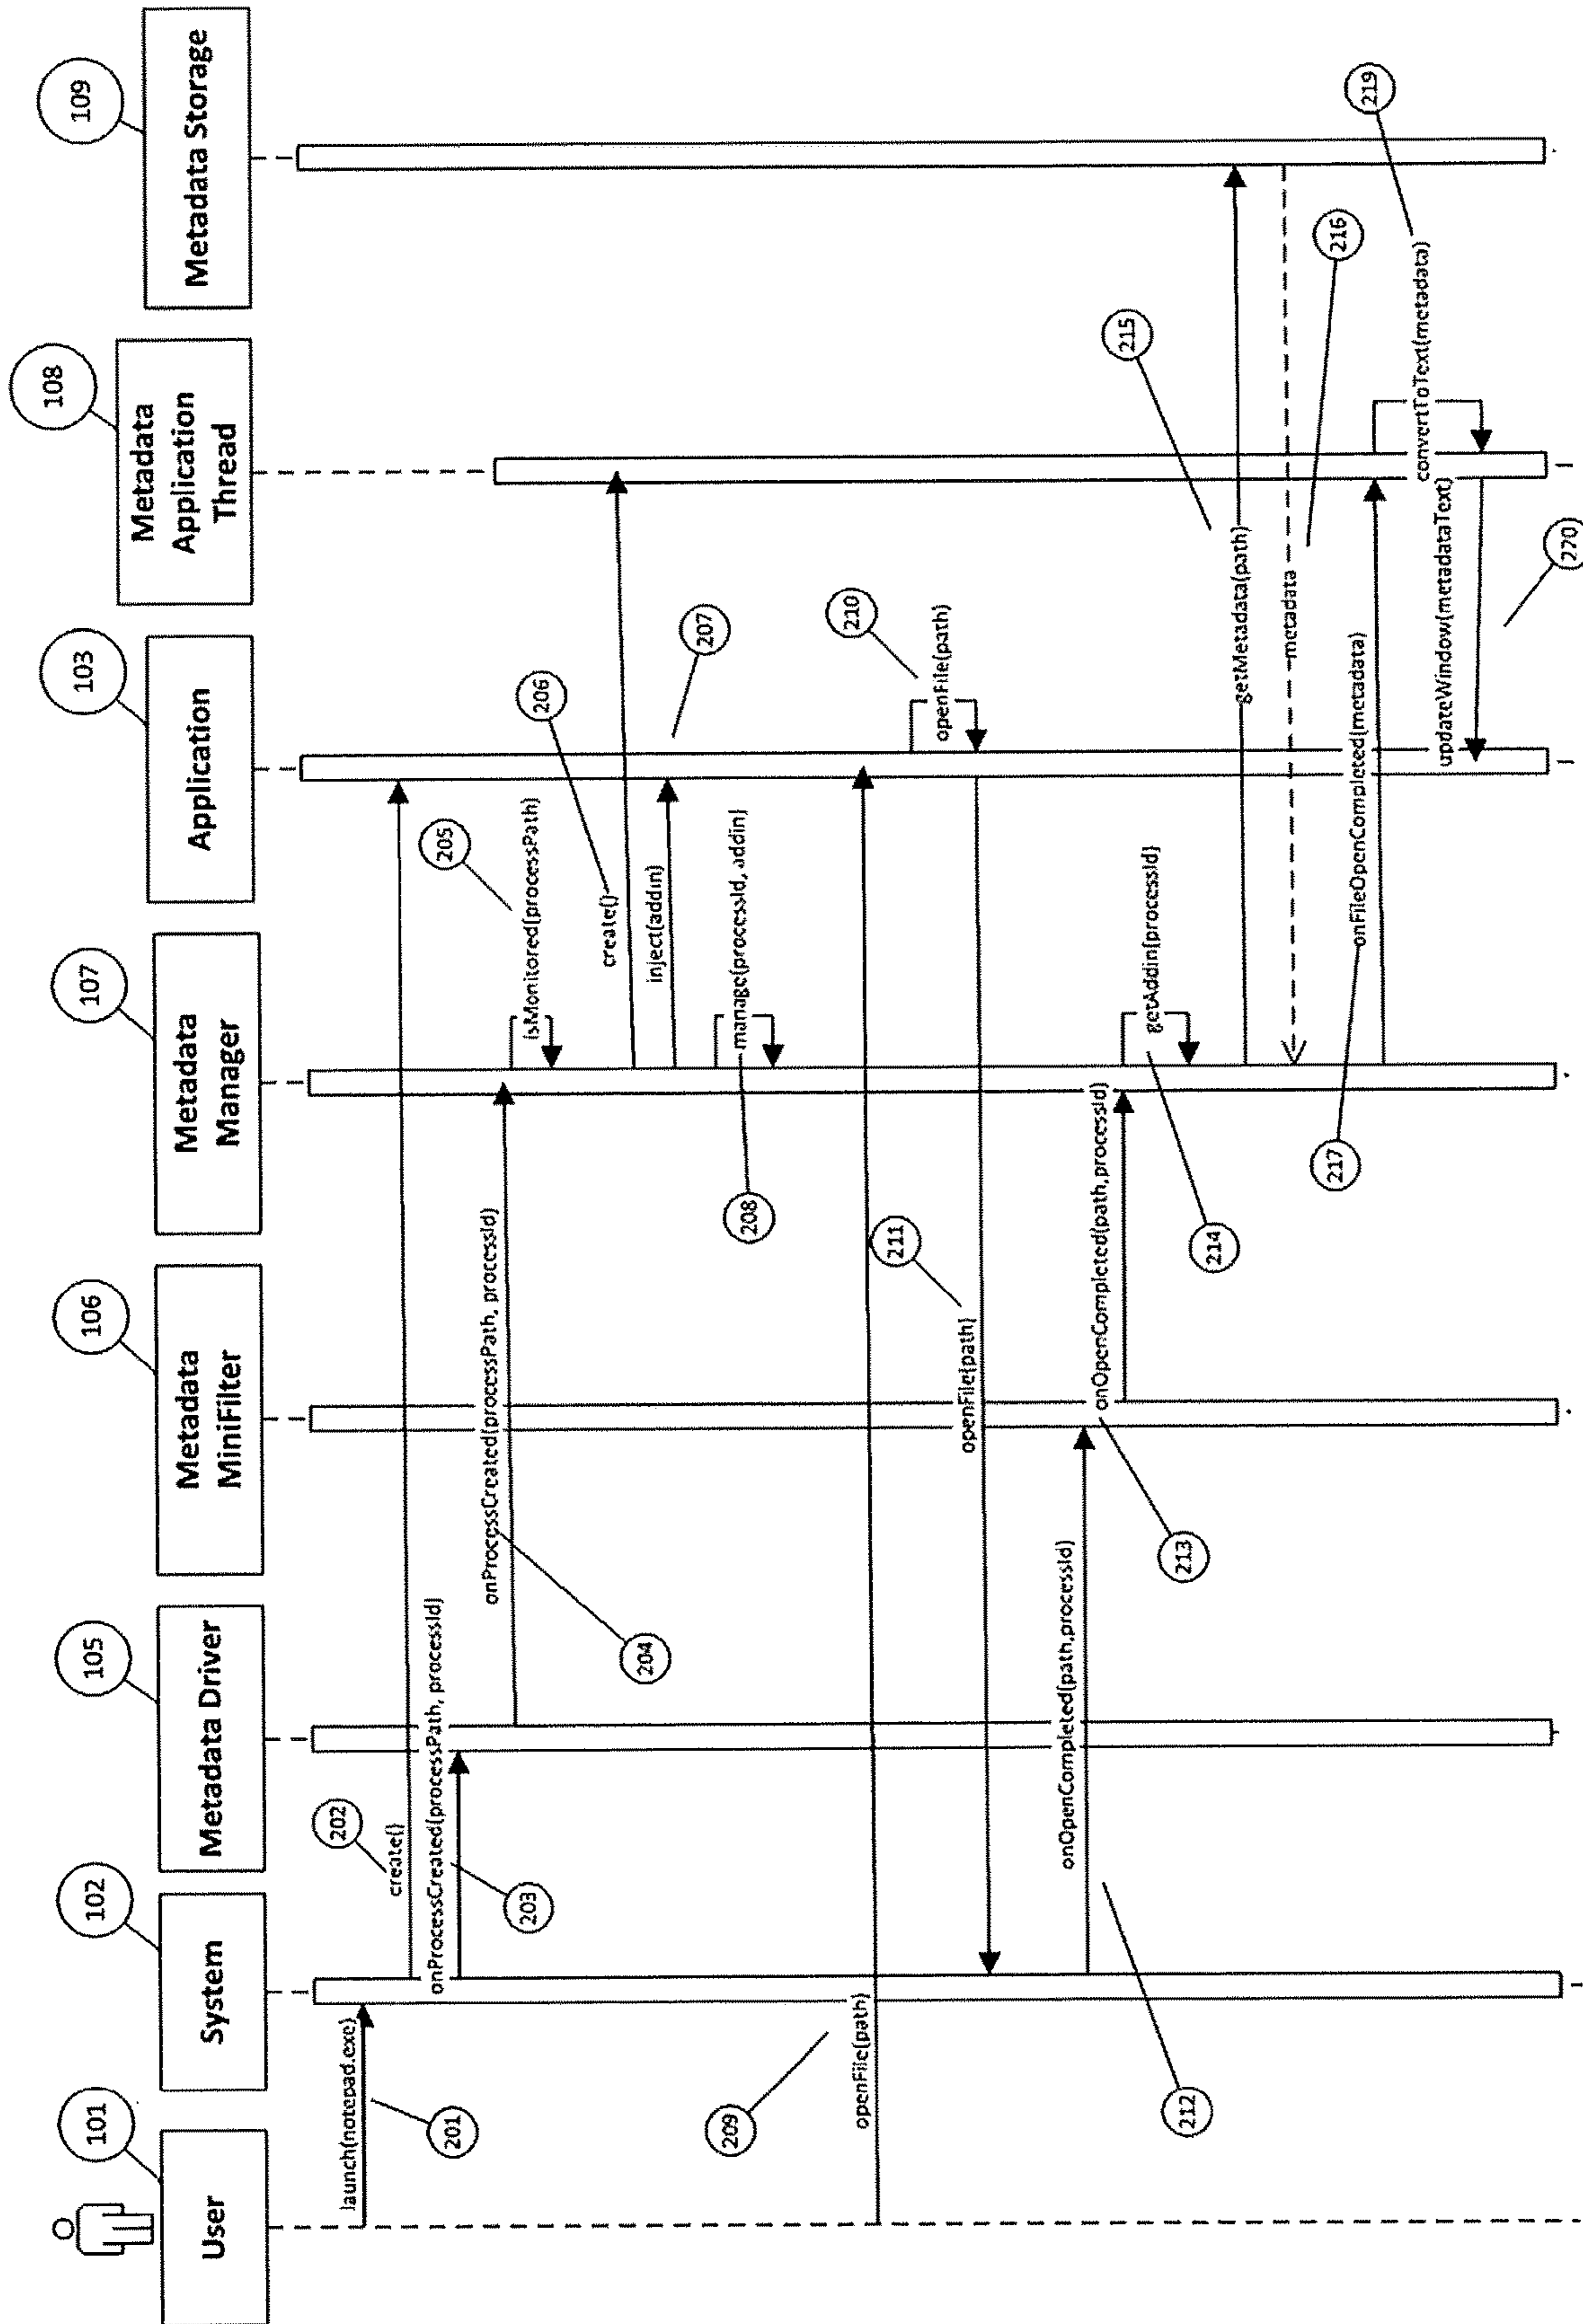 101
User
102
System
105
Metadata Driver
106
Metadata
MiniFilter
107
Metadata
Manager
103
Application
108
Metadata
Application
Thread
109
Metadata Storage
launch(notepad.exe)
201
202
create()
onProcessCreated(processPath, processId)
203
onProcessCreated(processPath, processId)
204
205
isMonitored(processPath)
206
create()
207
inject(addin)
manage(processId, addin)
208
209
openFile(path)
210
openFile(path)
211
openFile(path)
onOpenCompleted(path,processId)
212
onOpenCompleted(path,processId)
213
getAddin(processId)
214
215
getMetadata(path)
metadata
216
onFileOpenCompleted(metadata)
217
219
convertToText(metadata)
updateWindow(metadataText)
270